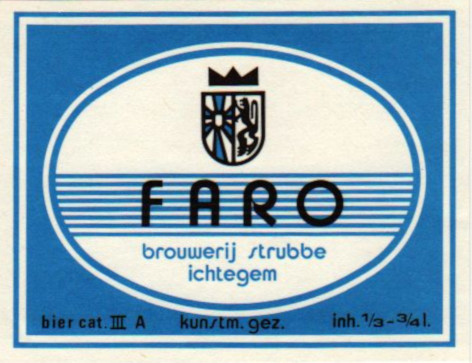 FARO
brouwerij strubbe
ichtegem
bier cat. III A kunstm. gez. inh. 1/3 - 3/4 l.